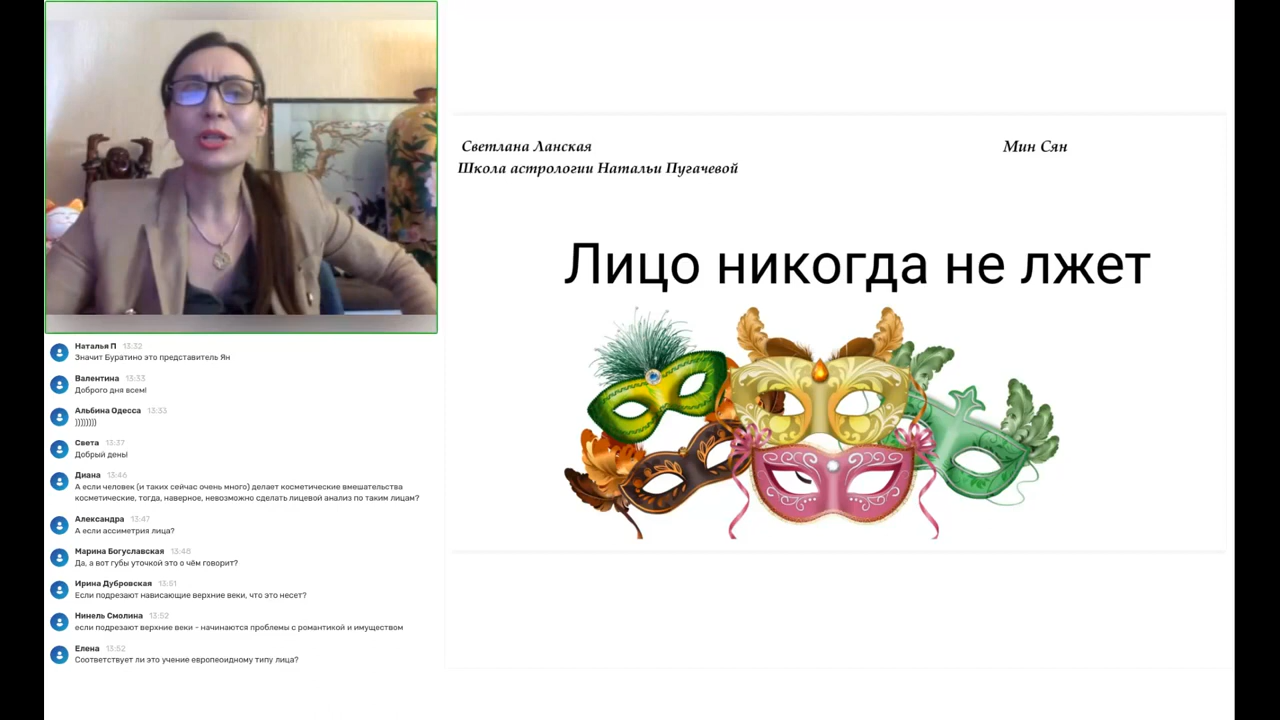 Светлана Ланская
Мин Сян
Школа астрологии Натальи Пугачевой
Лицо никогда не лжет
Наталья П 13:32
Значит Буратино это представитель Ян
Валентина 13:33
Доброго дня всем!
Альбина Одесса 13:33
))))))))
Света 13:37
Добрый день!
Диана 13:46
А если человек (и таких сейчас очень много) делает косметические вмешательства
косметические, тогда, наверное, невозможно сделать лицевой анализ по таким лицам?
Александра 13:47
А если ассиметрия лица?
Марина Богуславская 13:48
Да, а вот губы уточкой это о чём говорит?
Ирина Дубровская 13:51
Если подрезают нависающие верхние веки, что это несет?
Нинель Смолина 13:52
если подрезают верхние веки - начинаются проблемы с романтикой и имуществом
Елена 13:52
Соответствует ли это учение европеоидному типу лица?